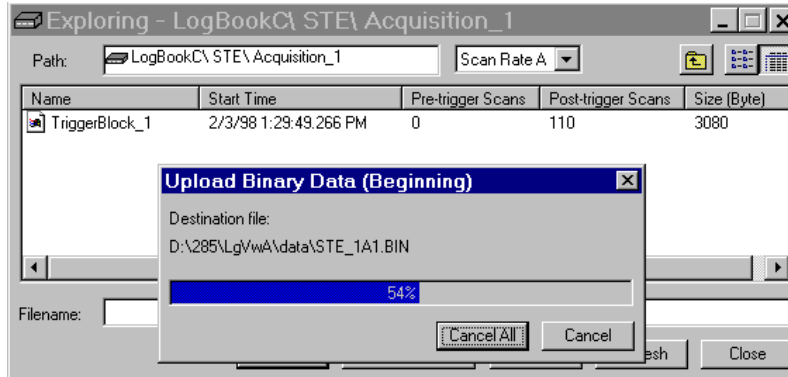 Exploring - LogBookC\ STE\ Acquisition_1
Path: LogBookC\ STE\ Acquisition_1 Scan Rate A
Name Start Time Pre-trigger Scans Post-trigger Scans Size (Byte)
TriggerBlock_1 2/3/98 1:29:49.266 PM 0 110 3080
Upload Binary Data (Beginning)
Destination file:
D:\285\LgVwA\data\STE_1A1.BIN
54%
Filename:
Cancel All Cancel
esh Close